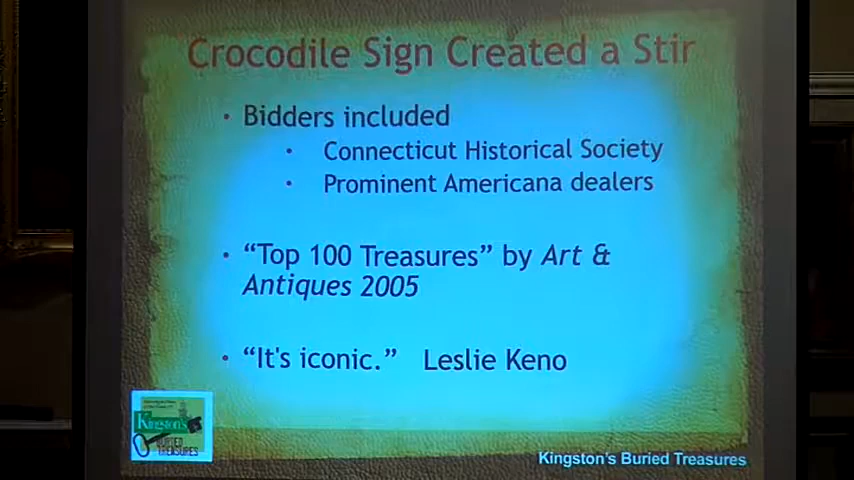 Crocodile Sign Created a Stir
• Bidders included
• Connecticut Historical Society
• Prominent Americana dealers
• “Top 100 Treasures” by Art &
Antiques 2005
• “It's iconic.” Leslie Keno
Kingston's
BURIED
TREASURES
Kingston's Buried Treasures